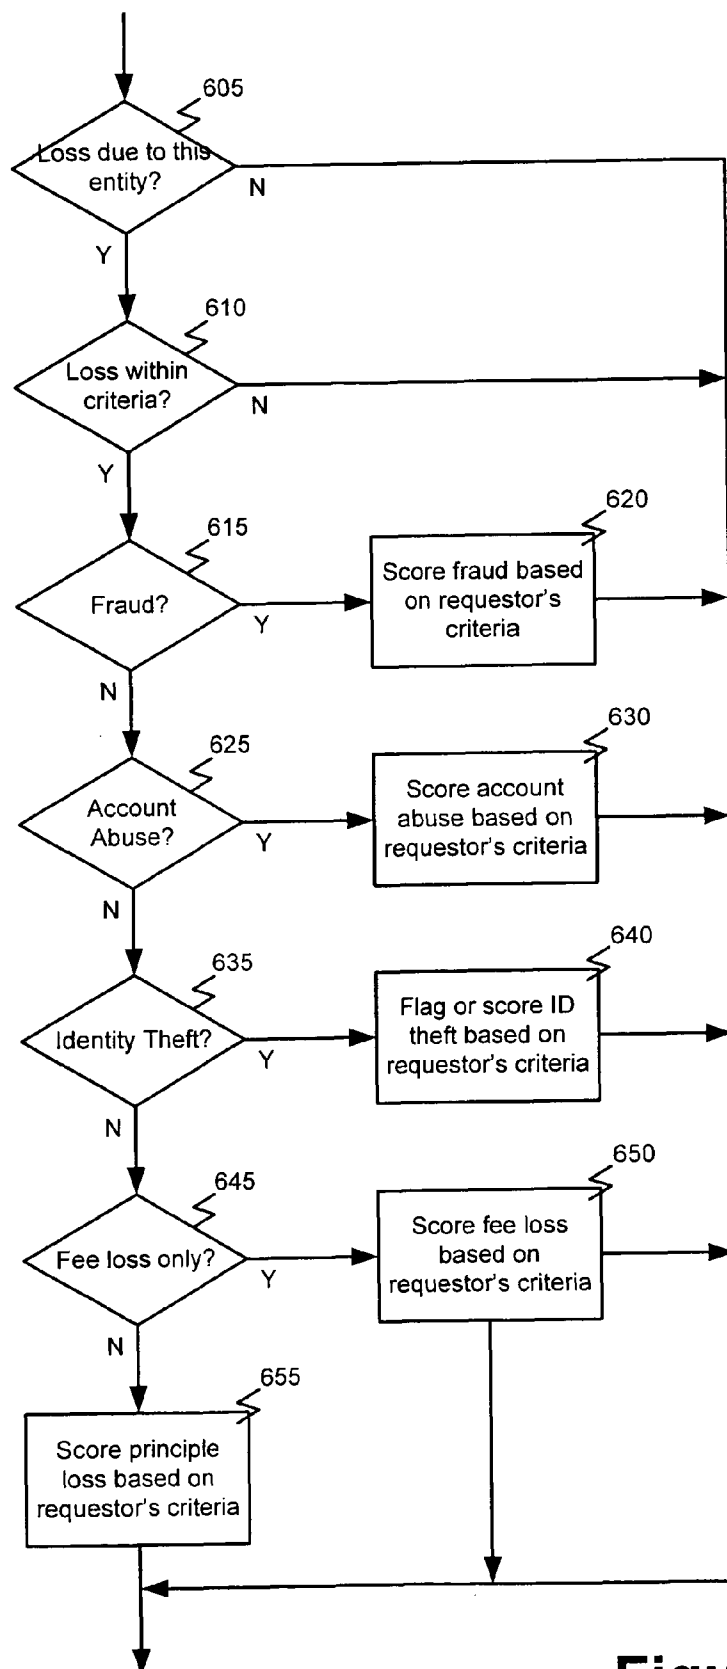 605
Loss due to this
entity?
N
Y
610
Loss within
criteria?
N
Y
615
Fraud?
Y
N
620
Score fraud based
on requestor's
criteria
625
Account
Abuse?
Y
N
630
Score account
abuse based on
requestor's criteria
635
Identity Theft?
Y
N
640
Flag or score ID
theft based on
requestor's criteria
645
Fee loss only?
Y
N
650
Score fee loss
based on
requestor's criteria
655
Score principle
loss based on
requestor's criteria